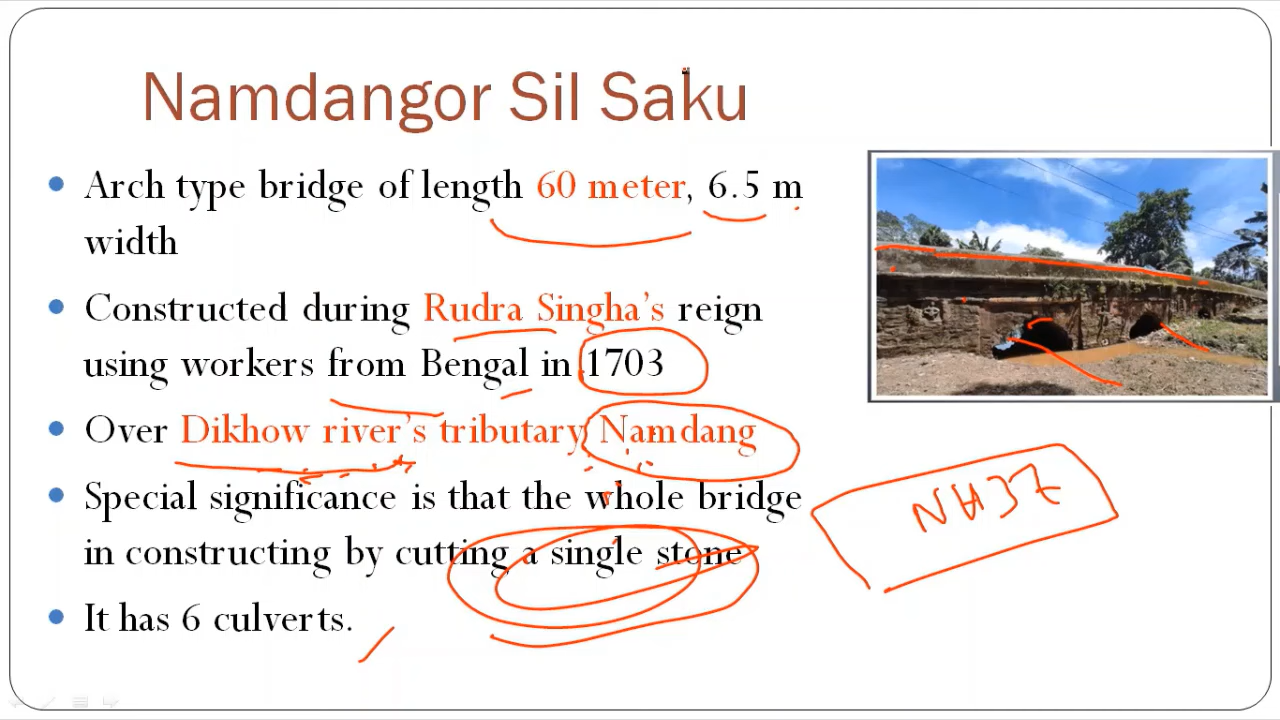 Namdangor Sil Saku
• Arch type bridge of length 60 meter, 6.5 m
width
• Constructed during Rudra Singha's reign
using workers from Bengal in 1703
• Over Dikhow river's tributary Namdang
• Special significance is that the whole bridge
in constructing by cutting a single stone
• It has 6 culverts.
NH37